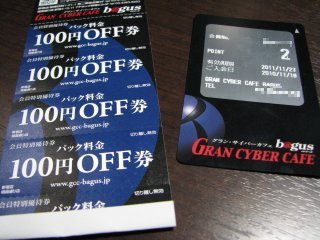 GRAN CYBER CAFE bagus
会員特別優待券
パック料金
100円OFF券
www.gcc-bagus.jp
会員特別優待券
パック料金
100円OFF券
www.gcc-bagus.jp
切り離し無効
会員特別優待券
パック料金
100円OFF券
www.gcc-bagus.jp
切り離し無効
会員特別優待券
パック料金
100円OFF券
www.gcc-bagus.jp
切り離し無効
会員特別優待券
パック料金
会員No.
POINT
2
有効期限
2011/11/27
ご入会日
2010/11/19
GRAN CYBER CAFE BAGUS
TEL
グラン・サイバーカフェ bagus
GRAN CYBER CAFE